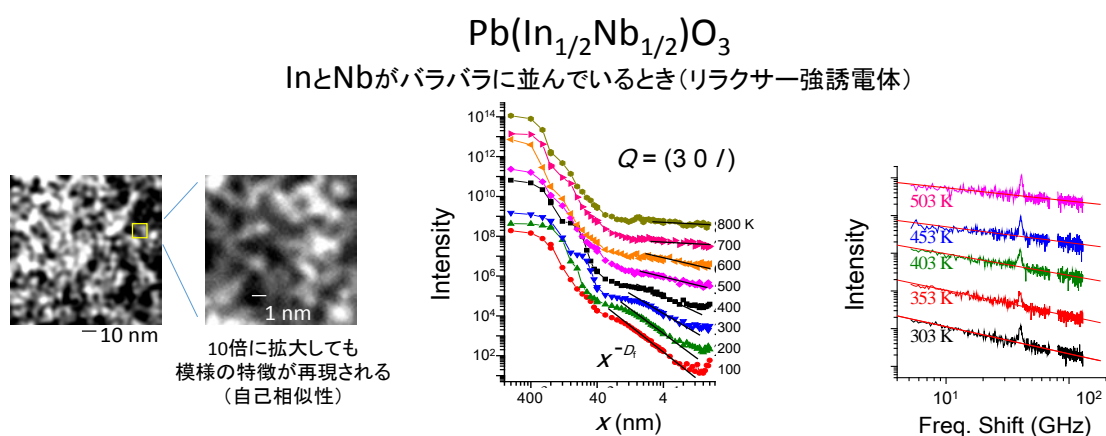 Pb(In1/2Nb1/2)O3
InとNbがバラバラに並んでいるとき（リラクサー強誘電体）
10 nm
1 nm
10倍に拡大しても
模様の特徴が再現される
（自己相似性）
Intensity
10^14
10^12
10^10
10^8
10^6
10^4
10^2
Q = (3 0 l)
800 K
700
600
500
400
300
200
100
x^-Df
400
40
4
x (nm)
Intensity
503 K
453 K
403 K
353 K
303 K
10^1
10^2
Freq. Shift (GHz)